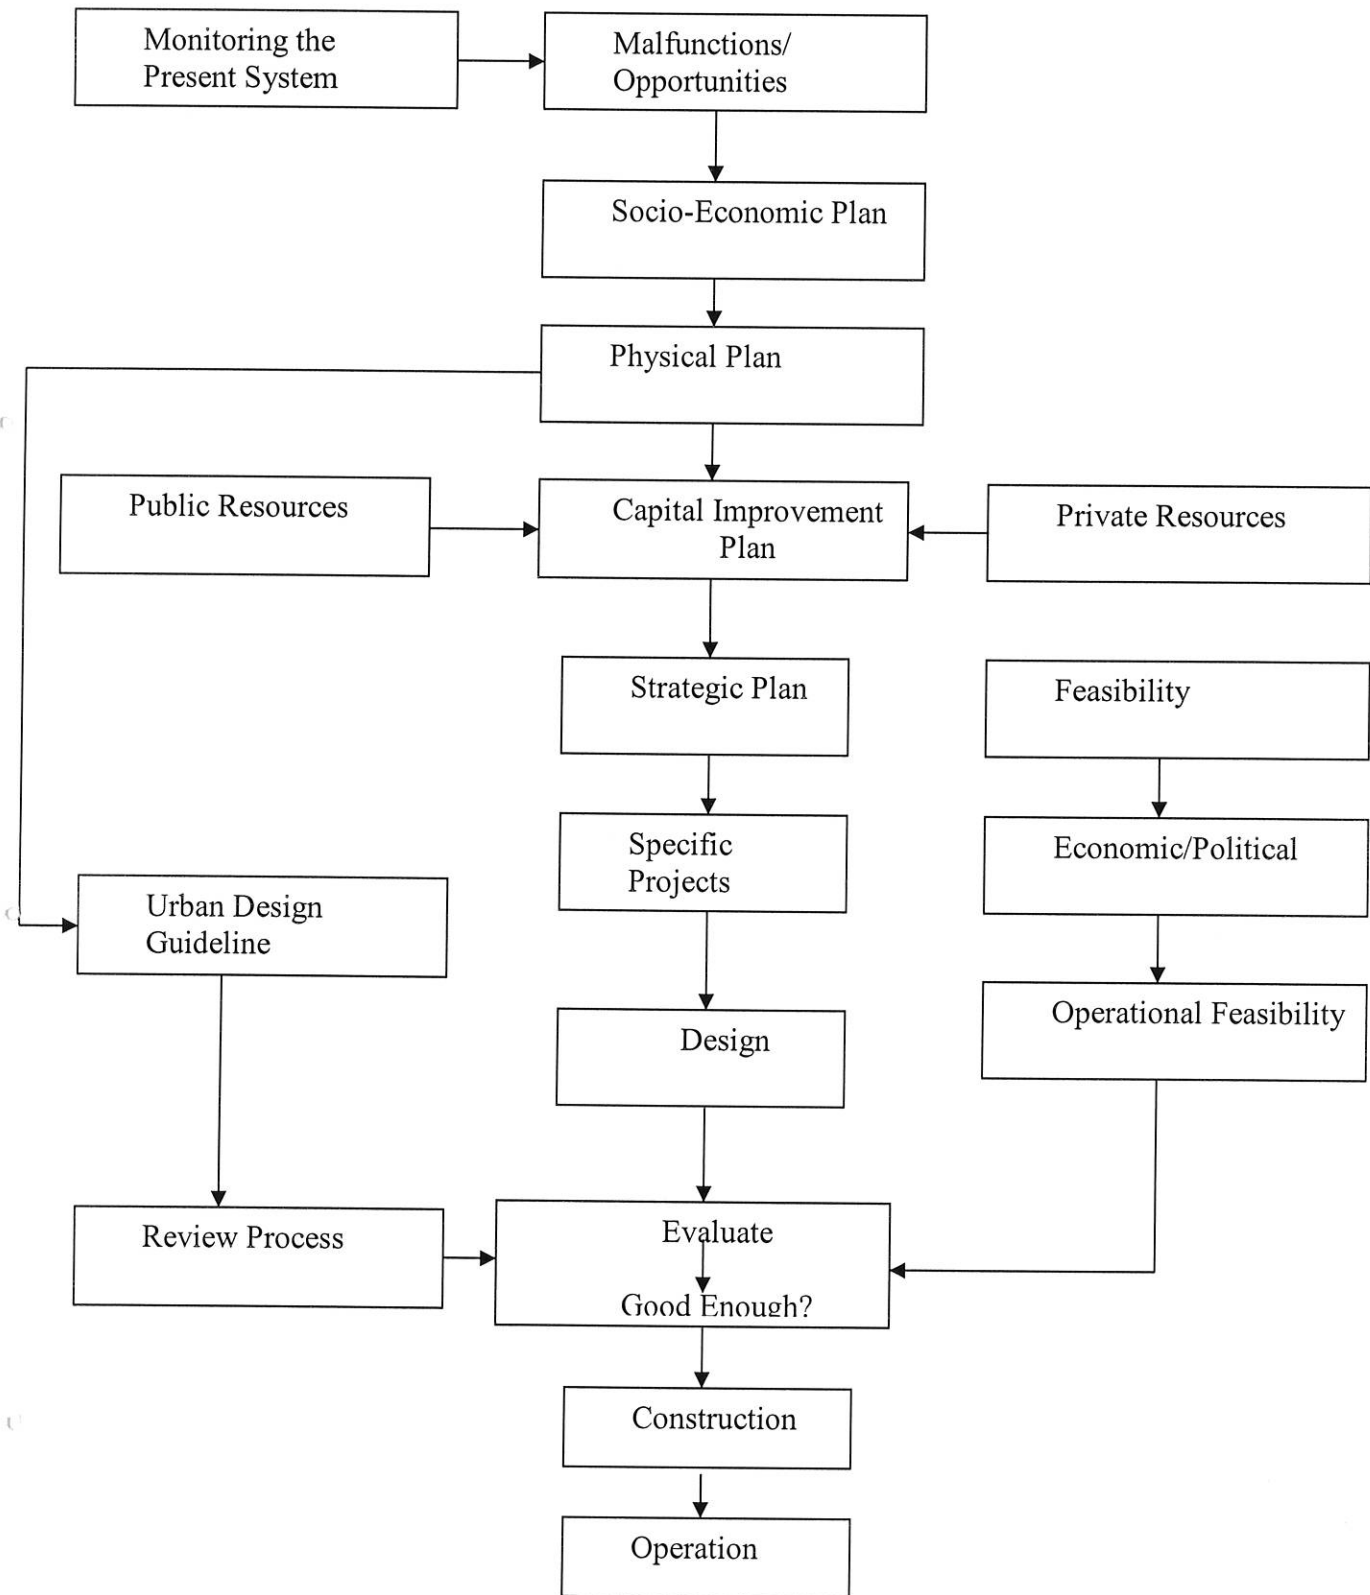 Monitoring the
Present System
Malfunctions/
Opportunities
Socio-Economic Plan
Physical Plan
Public Resources
Capital Improvement
Plan
Private Resources
Strategic Plan
Feasibility
Specific
Projects
Economic/Political
Urban Design
Guideline
Design
Operational Feasibility
Review Process
Evaluate
Good Enough?
Construction
Operation